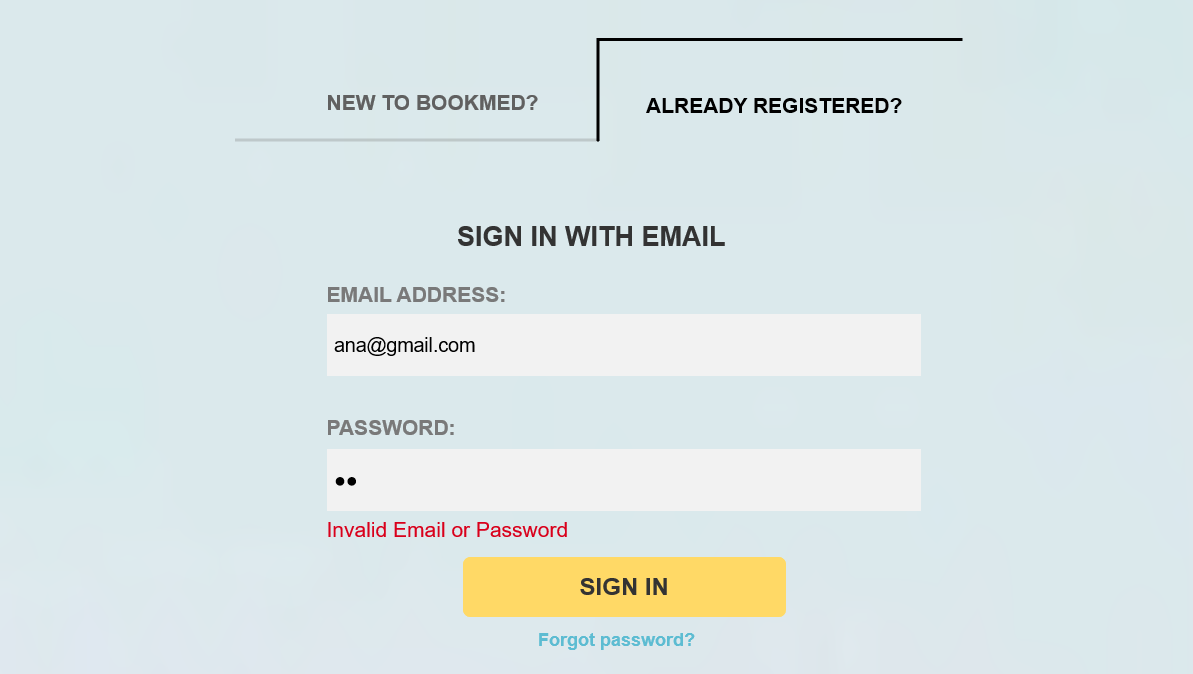 NEW TO BOOKMED?
ALREADY REGISTERED?
SIGN IN WITH EMAIL
EMAIL ADDRESS:
ana@gmail.com
PASSWORD:
••
Invalid Email or Password
SIGN IN
Forgot password?